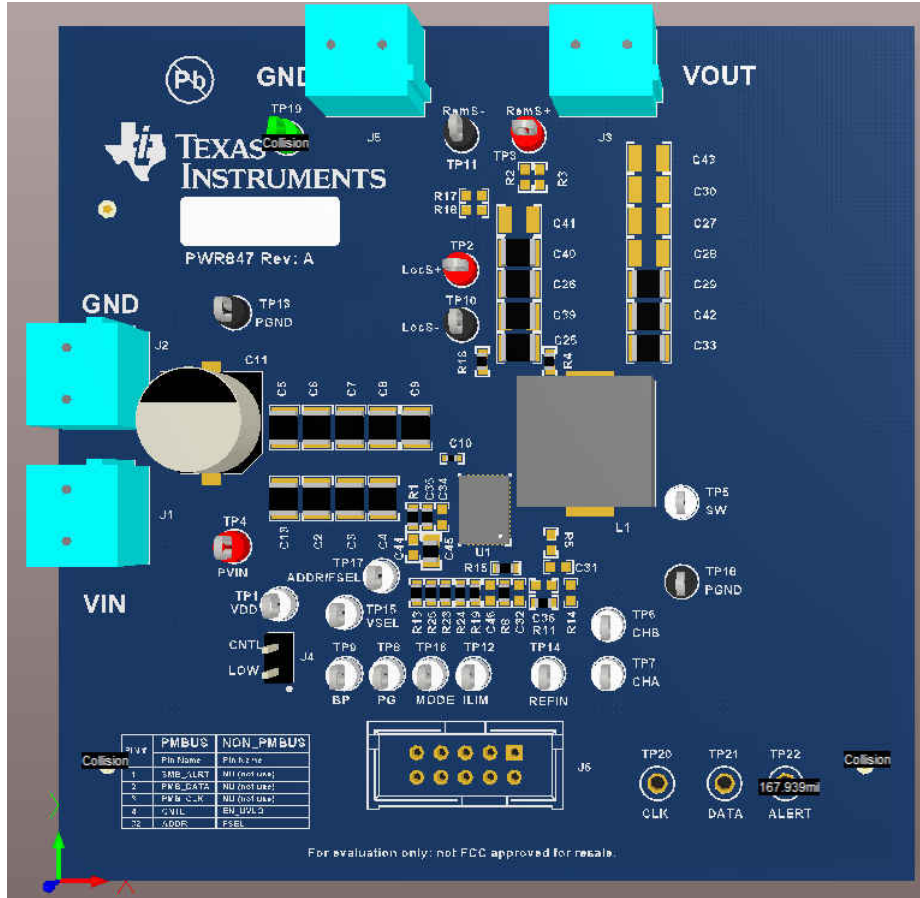 Pb
GND
VOUT
TP19
Collision
J5
RemS-
TP11
RemS+
TP3
J3
TEXAS
INSTRUMENTS
R2
R3
R17
R18
C43
C30
C27
C28
C29
C42
C33
C41
C40
C26
C39
C25
PWR847 Rev: A
TP2
LocS+
TP10
LocS-
GND
TP13
PGND
J2
C11
R16
R4
C5
C6
C7
C8
C9
C10
L1
J1
R1
C35
C34
C13
C2
C3
C4
C44
C45
U1
TP5
SW
TP4
PVIN
TP17
ADDR/FSEL
R5
R15
C31
TP18
PGND
VIN
TP1
VDD
TP15
VSEL
R13
R26
R23
R24
R19
C46
R8
C32
C36
R11
R14
TP6
CHB
CNTL
LOW
J4
TP9
BP
TP8
PG
TP16
MODE
TP12
ILIM
TP14
REFIN
TP7
CHA
PIN# PMBUS NON_PMBUS
Pin Name Pin Name
1 SMB_ALRT NU (not use)
2 PMB_DATA NU (not use)
3 PMB_CLK NU (not use)
4 CNTL EN_UVLO
32 ADDR FSEL
Collision
J6
TP20
CLK
TP21
DATA
TP22
167.939mil
ALERT
Collision
For evaluation only; not FCC approved for resale.